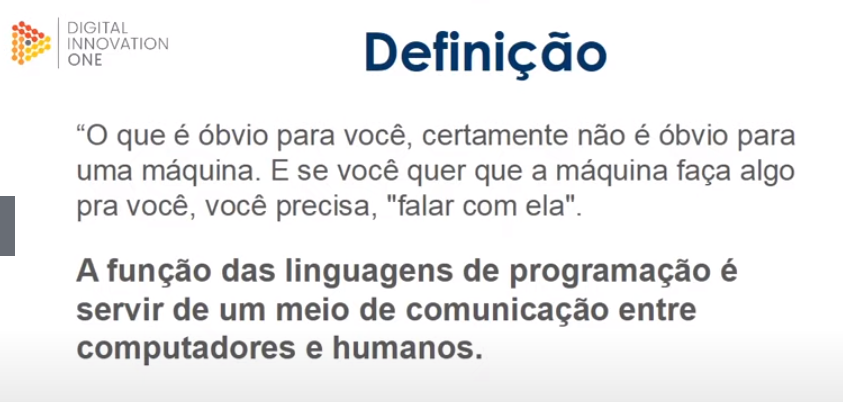 DIGITAL
INNOVATION
ONE
Definição
“O que é óbvio para você, certamente não é óbvio para
uma máquina. E se você quer que a máquina faça algo
pra você, você precisa, "falar com ela".
A função das linguagens de programação é
servir de um meio de comunicação entre
computadores e humanos.